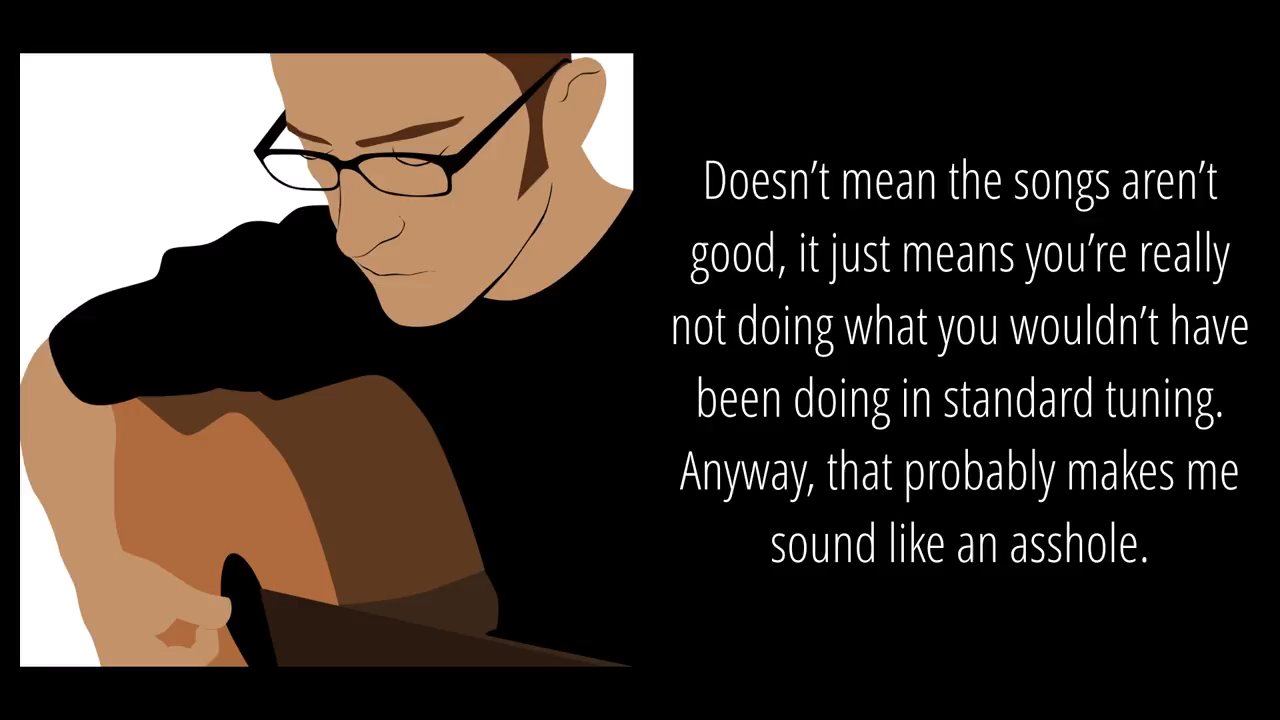 Doesn’t mean the songs aren’t
good, it just means you’re really
not doing what you wouldn’t have
been doing in standard tuning.
Anyway, that probably makes me
sound like an asshole.